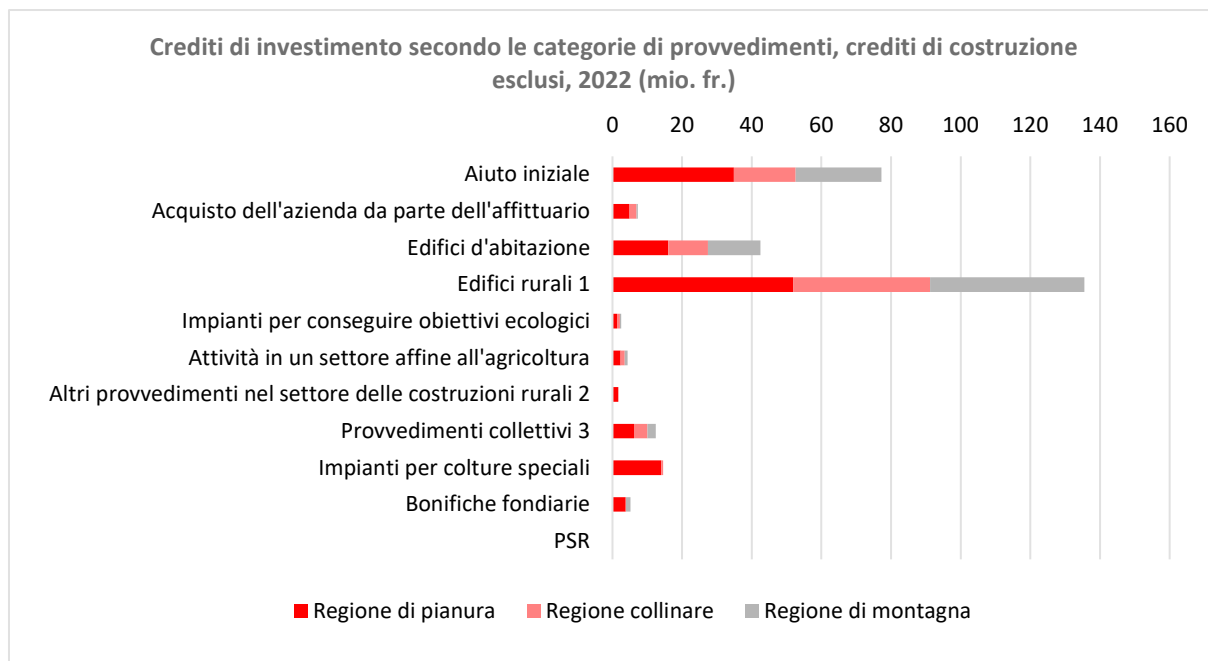 Crediti di investimento secondo le categorie di provvedimenti, crediti di costruzione
esclusi, 2022 (mio. fr.)
0 20 40 60 80 100 120 140 160
Aiuto iniziale
Acquisto dell'azienda da parte dell'affittuario
Edifici d'abitazione
Edifici rurali 1
Impianti per conseguire obiettivi ecologici
Attività in un settore affine all'agricoltura
Altri provvedimenti nel settore delle costruzioni rurali 2
Provvedimenti collettivi 3
Impianti per colture speciali
Bonifiche fondiarie
PSR
Regione di pianura Regione collinare Regione di montagna